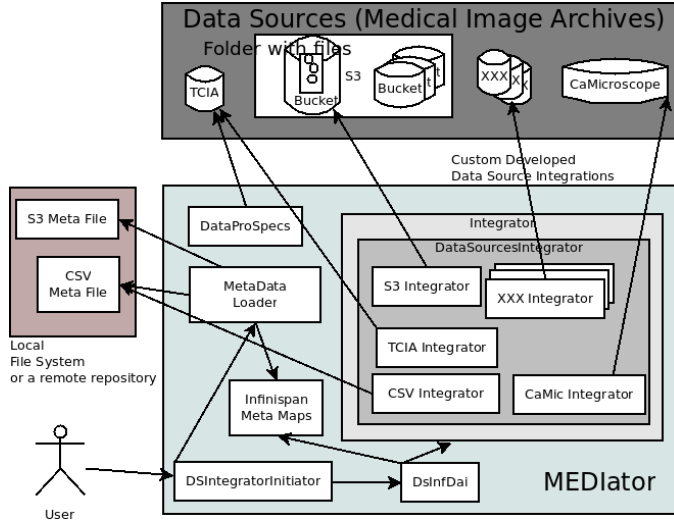 Data Sources (Medical Image Archives)
Folder with files
TCIA
Bucket
S3
Bucket
t
t
XXX
X
X
CaMicroscope
Custom Developed
Data Source Integrations
S3 Meta File
CSV
Meta File
Local
File System
or a remote repository
DataProSpecs
MetaData
Loader
Integrator
DataSourcesIntegrator
S3 Integrator
XXX Integrator
TCIA Integrator
CSV Integrator
CaMic Integrator
Infinispan
Meta Maps
User
DSIntegratorInitiator
DsInfDai
MEDIator